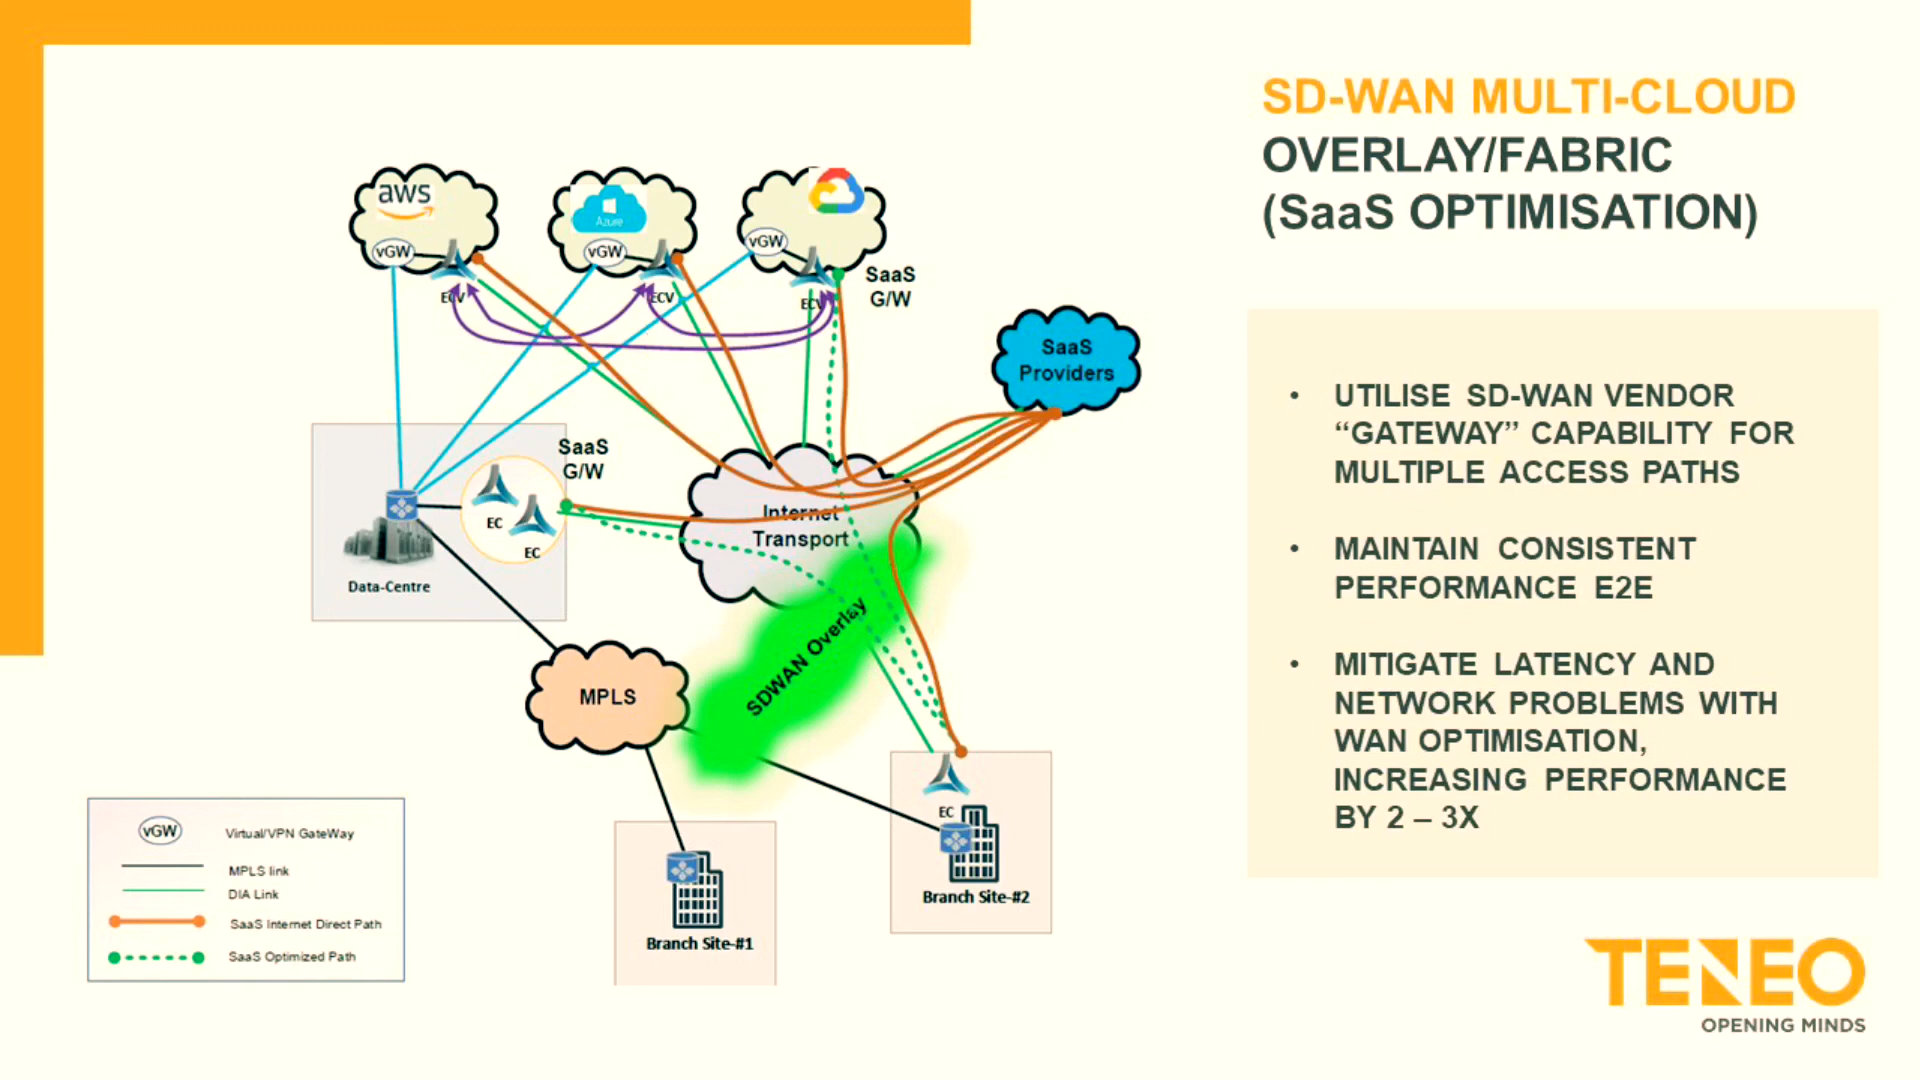 SD-WAN MULTI-CLOUD
OVERLAY/FABRIC
(SaaS OPTIMISATION)
aws
Azure
vGW
vGW
vGW
ECV
ECV
ECV
SaaS
G/W
SaaS
Providers
SaaS
G/W
EC
EC
Data-Centre
Internet
Transport
SDWAN Overlay
MPLS
EC
Branch Site-#2
Branch Site-#1
vGW Virtual/VPN GateWay
MPLS link
DIA Link
SaaS Internet Direct Path
SaaS Optimized Path
• UTILISE SD-WAN VENDOR
“GATEWAY” CAPABILITY FOR
MULTIPLE ACCESS PATHS
• MAINTAIN CONSISTENT
PERFORMANCE E2E
• MITIGATE LATENCY AND
NETWORK PROBLEMS WITH
WAN OPTIMISATION,
INCREASING PERFORMANCE
BY 2 – 3X
TENEO
OPENING MINDS